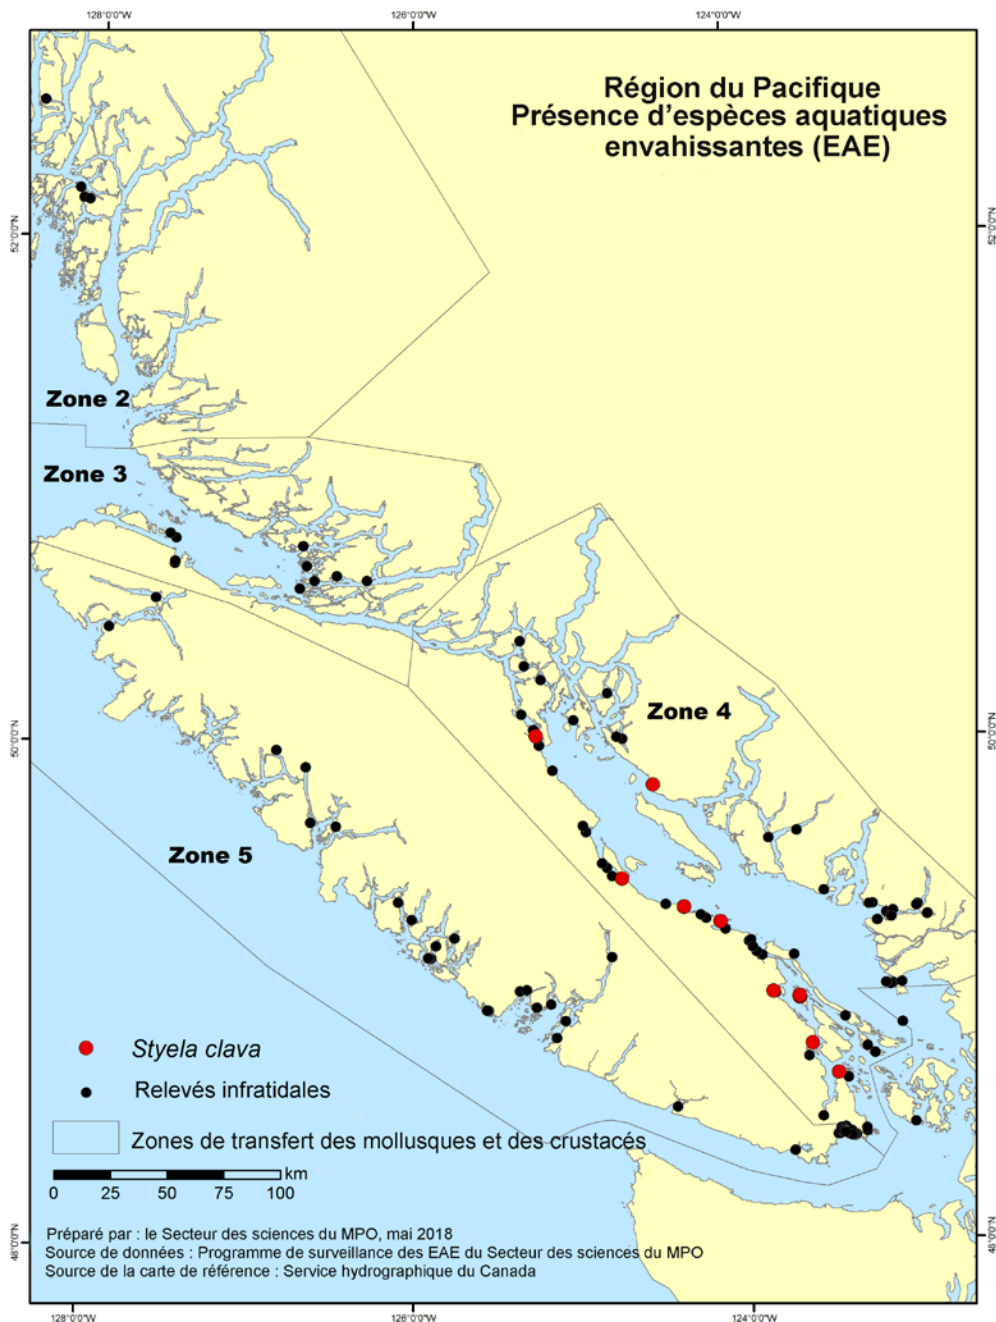 128°0'0"W
126°0'0"W
124°0'0"W
Région du Pacifique
Présence d'espèces aquatiques
envahissantes (EAE)
52°0'0"N
52°0'0"N
Zone 2
Zone 3
Zone 4
50°0'0"N
50°0'0"N
Zone 5
Styela clava
Relevés infratidales
Zones de transfert des mollusques et des crustacés
km
0 25 50 75 100
Préparé par : le Secteur des sciences du MPO, mai 2018
Source de données : Programme de surveillance des EAE du Secteur des sciences du MPO
Source de la carte de référence : Service hydrographique du Canada
48°0'0"N
48°0'0"N
128°0'0"W
126°0'0"W
124°0'0"W